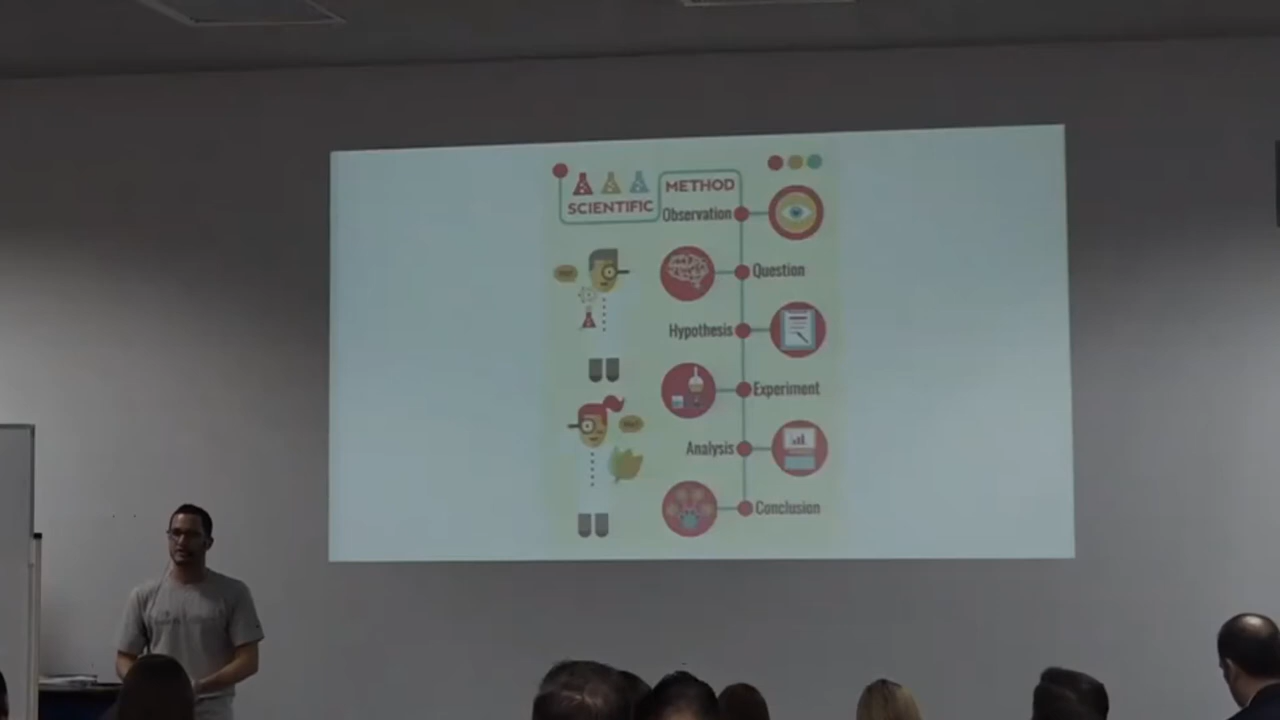 SCIENTIFIC
METHOD
Observation
Question
Hypothesis
Experiment
Analysis
Conclusion